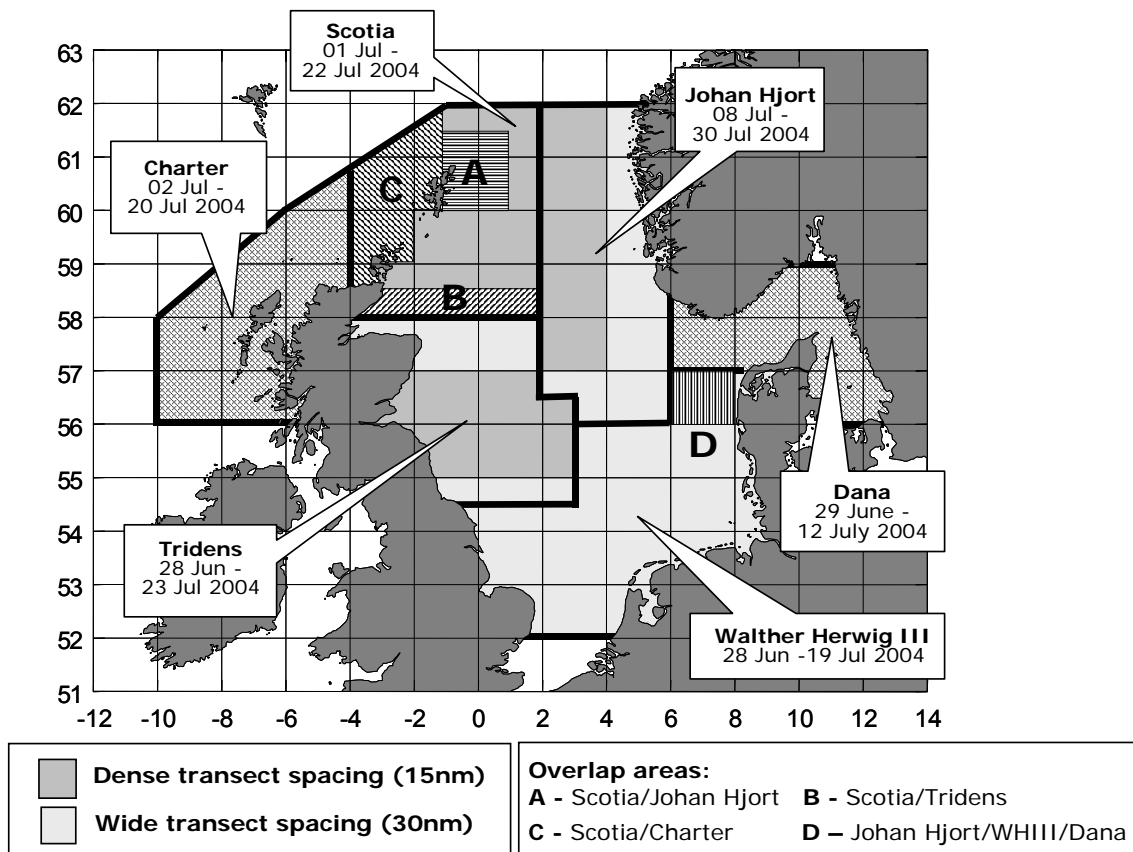 Scotia
01 Jul -
22 Jul 2004
Johan Hjort
08 Jul -
30 Jul 2004
Charter
02 Jul -
20 Jul 2004
A
C
B
D
Dana
29 June -
12 July 2004
Tridens
28 Jun -
23 Jul 2004
Walther Herwig III
28 Jun -19 Jul 2004
63
62
61
60
59
58
57
56
55
54
53
52
51
-12 -10 -8 -6 -4 -2 0 2 4 6 8 10 12 14
Dense transect spacing (15nm)
Wide transect spacing (30nm)
Overlap areas:
A - Scotia/Johan Hjort B - Scotia/Tridens
C - Scotia/Charter D – Johan Hjort/WHIII/Dana